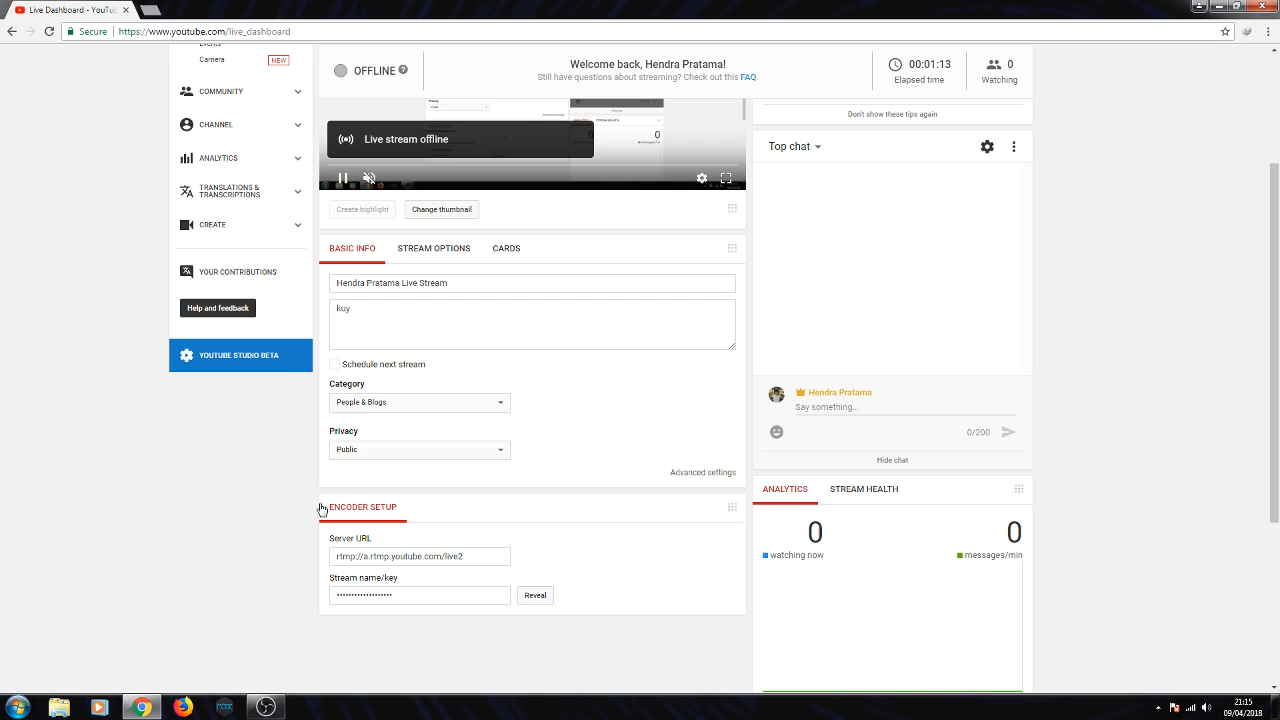 Live Dashboard - YouTu
Secure
https://www.youtube.com/live_dashboard
Events
Camera
NEW
COMMUNITY
CHANNEL
ANALYTICS
TRANSLATIONS &
TRANSCRIPTIONS
CREATE
YOUR CONTRIBUTIONS
Help and feedback
YOUTUBE STUDIO BETA
OFFLINE
Welcome back, Hendra Pratama!
Still have questions about streaming? Check out this FAQ.
00:01:13
Elapsed time
0
Watching
Live stream offline
Create highlight
Change thumbnail
BASIC INFO
STREAM OPTIONS
CARDS
Hendra Pratama Live Stream
kuy
Schedule next stream
Category
People & Blogs
Privacy
Public
Advanced settings
ENCODER SETUP
Server URL
rtmp://a.rtmp.youtube.com/live2
Stream name/key
•••••••••••••••••••
Reveal
Don't show these tips again
Top chat
Hendra Pratama
Say something...
0/200
Hide chat
ANALYTICS
STREAM HEALTH
0
watching now
0
messages/min
21:15
09/04/2018